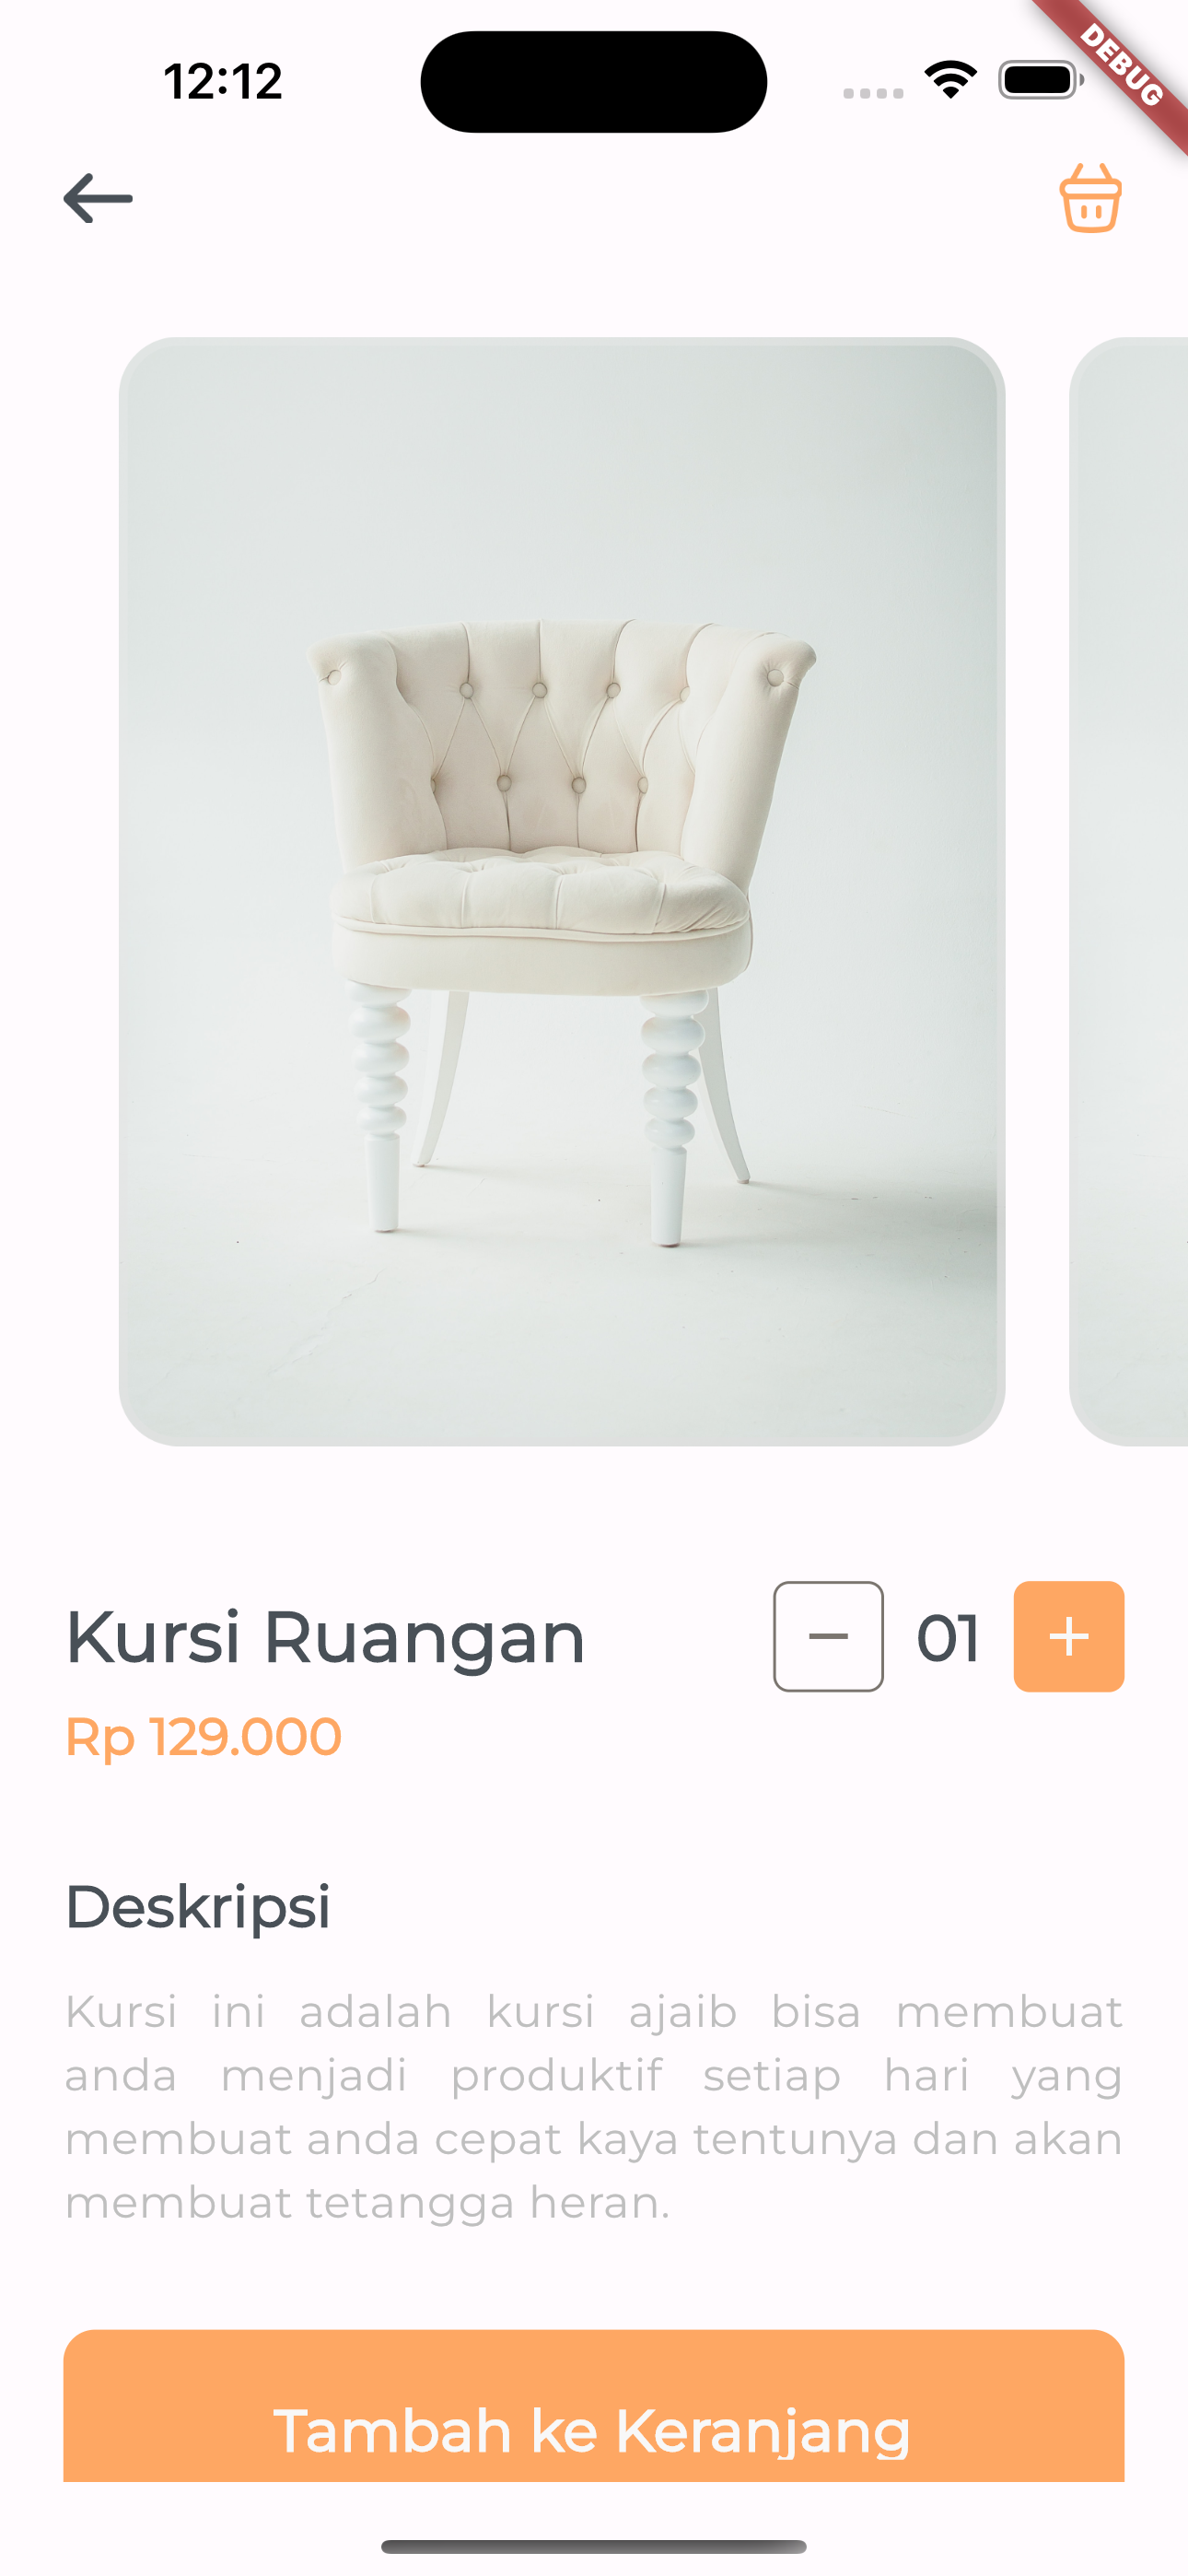 12:12
DEBUG
Kursi Ruangan
01
Rp 129.000
Deskripsi
Kursi ini adalah kursi ajaib bisa membuat
anda menjadi produktif setiap hari yang
membuat anda cepat kaya tentunya dan akan
membuat tetangga heran.
Tambah ke Keranjang